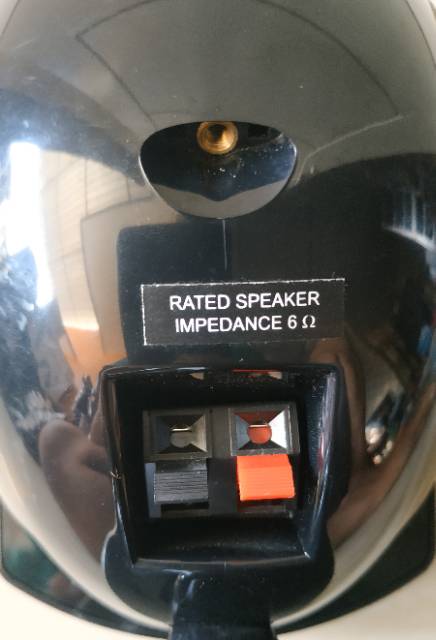 RATED SPEAKER
IMPEDANCE 6 Ω